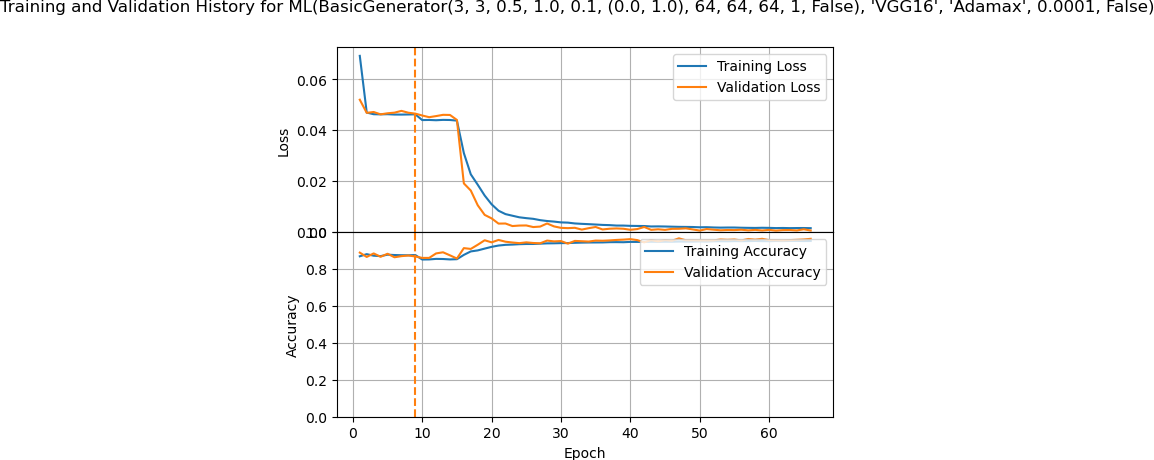 Training and Validation History for ML(BasicGenerator(3, 3, 0.5, 1.0, 0.1, (0.0, 1.0), 64, 64, 64, 1, False), 'VGG16', 'Adamax', 0.0001, False)
Training Loss
Validation Loss
Loss
0.06
0.04
0.02
Training Accuracy
Validation Accuracy
Accuracy
0.8
0.6
0.4
0.2
0.0
0 10 20 30 40 50 60
Epoch